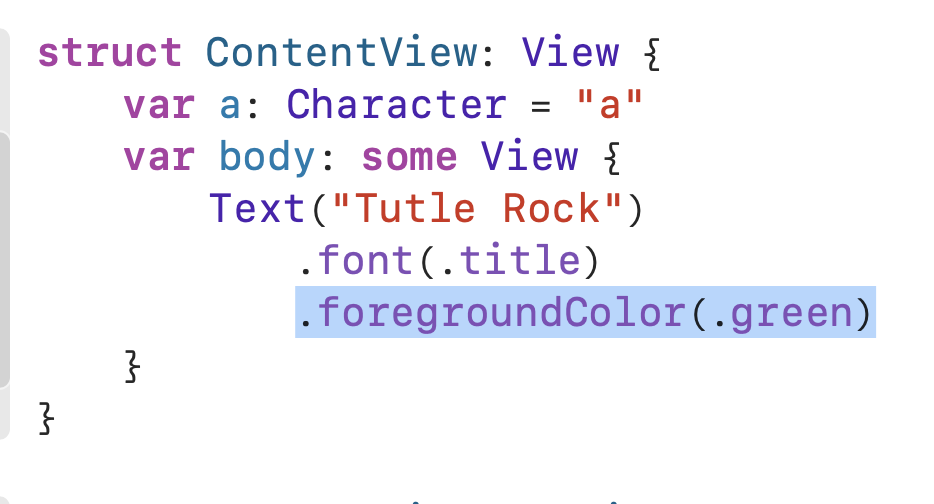 struct ContentView: View {
    var a: Character = "a"
    var body: some View {
        Text("Tutle Rock")
            .font(.title)
            .foregroundColor(.green)
    }
}